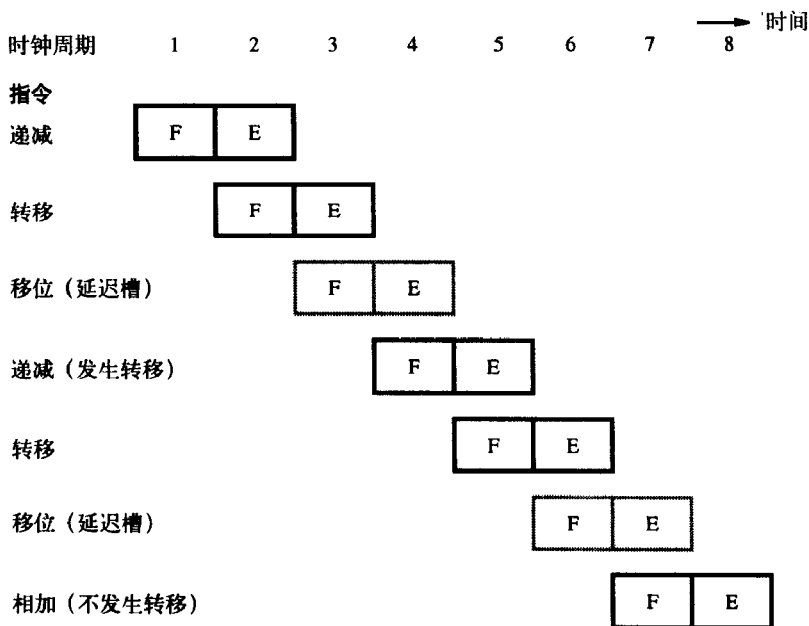 时间
时钟周期 1 2 3 4 5 6 7 8
指令
递减 F E
转移 F E
移位（延迟槽） F E
递减（发生转移） F E
转移 F E
移位（延迟槽） F E
相加（不发生转移） F E